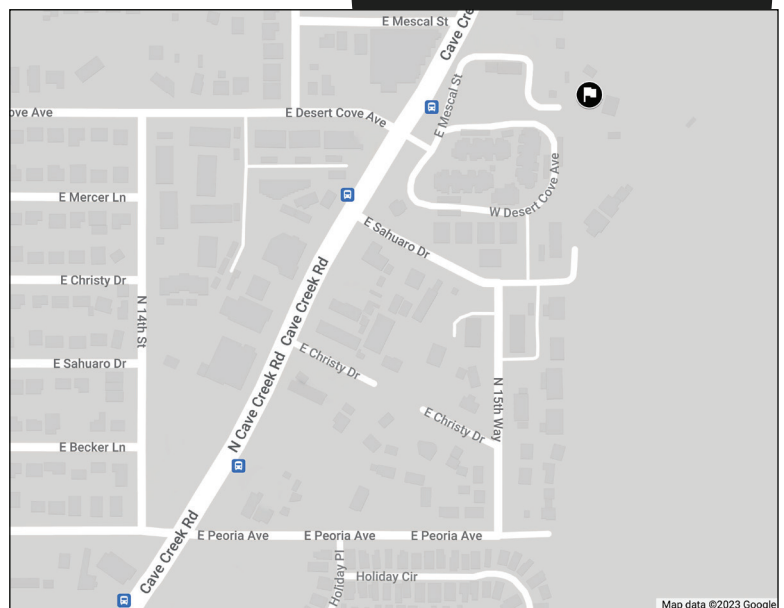 E Mescal St
Cave Cre
E Mescal St
ove Ave
E Desert Cove Ave
E Mercer Ln
W Desert Cove Ave
E Sahuaro Dr
E Christy Dr
N 14th St
Cave Creek Rd
E Sahuaro Dr
E Christy Dr
N Cave Creek Rd
N 15th Way
E Christy Dr
E Becker Ln
Cave Creek Rd
E Peoria Ave
E Peoria Ave
E Peoria Ave
Holiday Pl
Holiday Cir
Map data ©2023 Google